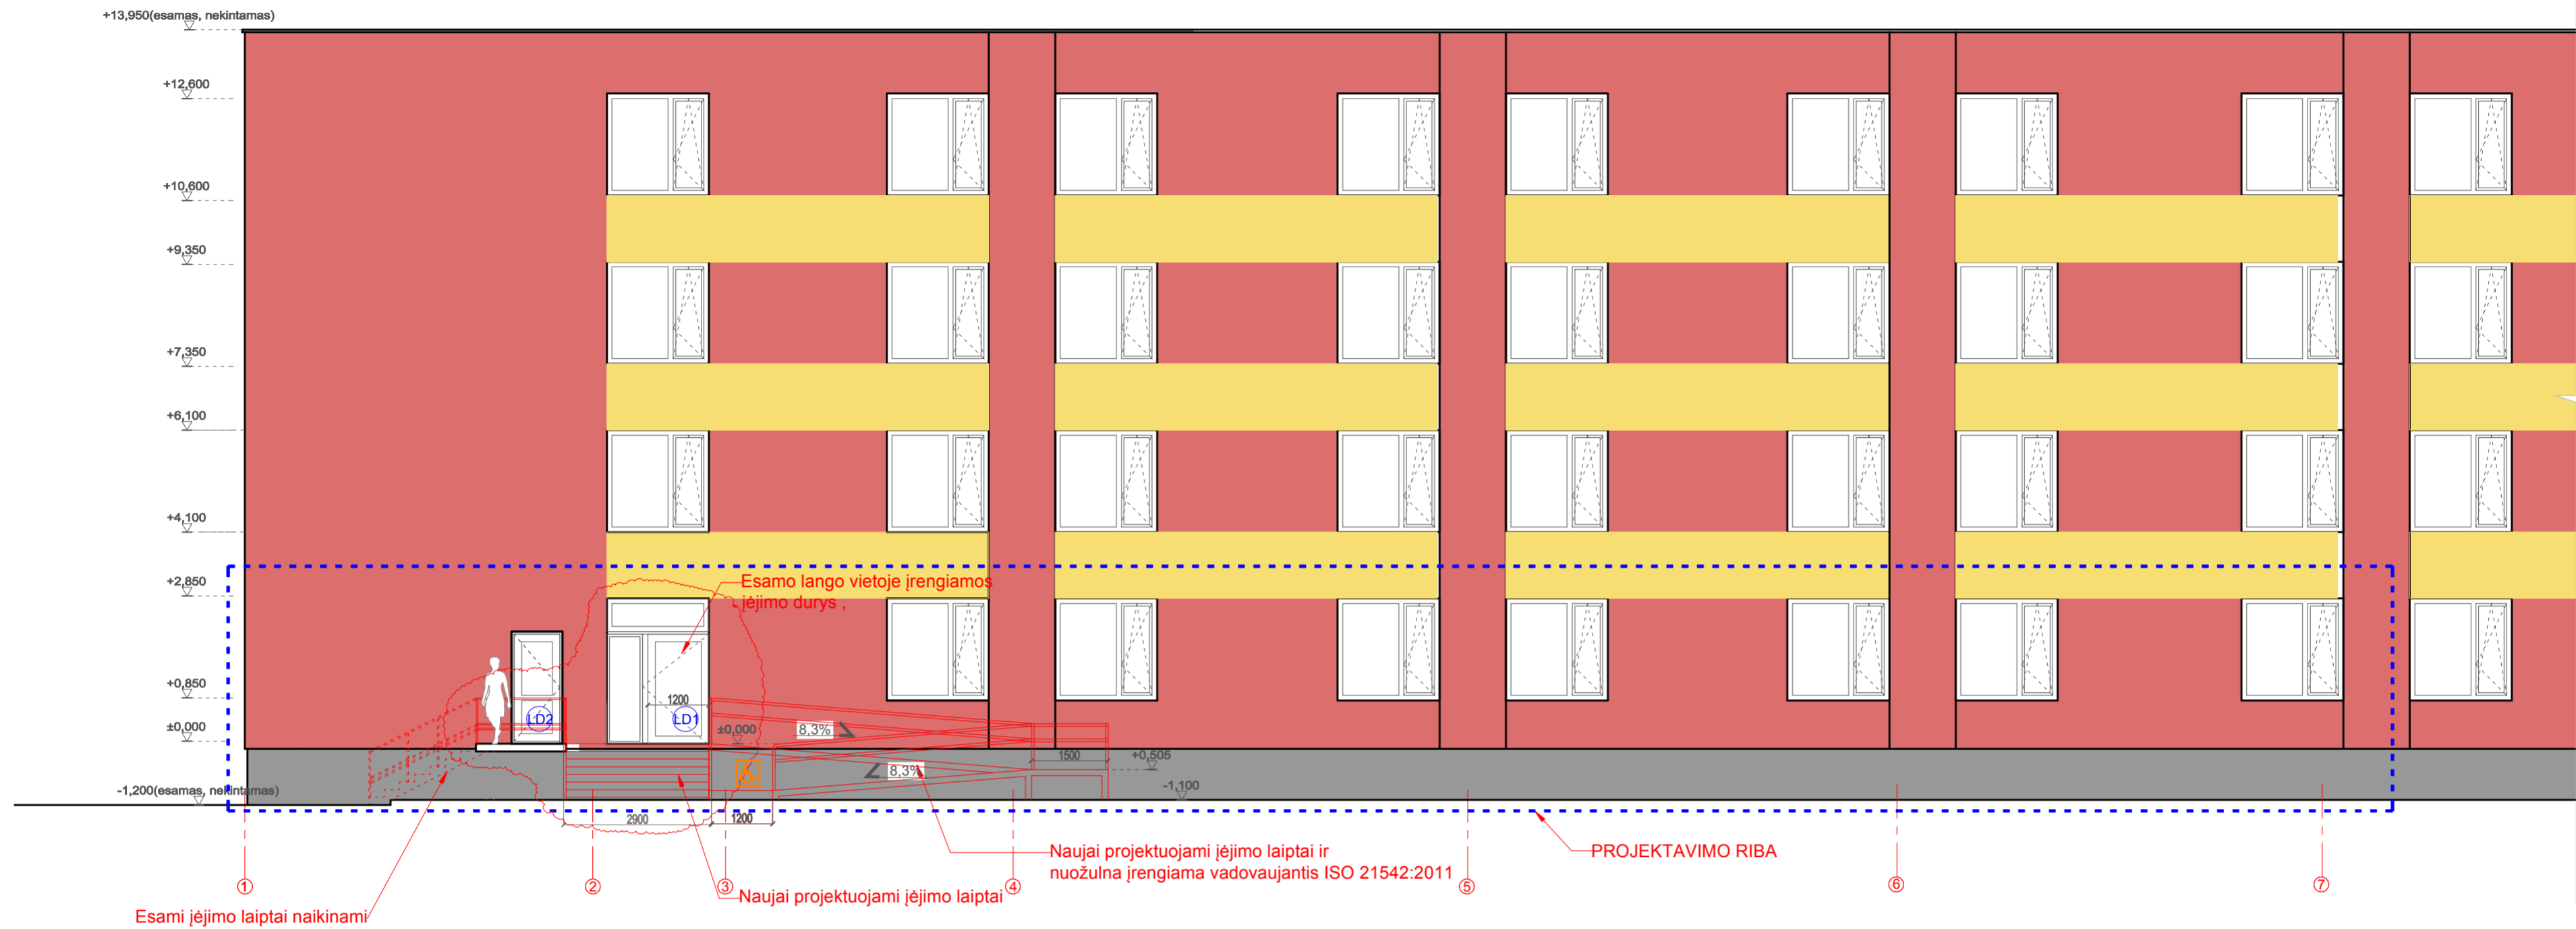 +13,950(esamas, nekintamas)
+12,600
+10,600
+9,350
+7,350
+6,100
+4,100
+2,850
Esamo lango vietoje įrengiamos
įėjimo durys ,
+0,850
1200
LD2
LD1
±0,000
±0,000
8,3%
8,3%
1500
+0,505
-1,200(esamas, nekintamas)
-1,100
2900
1200
Naujai projektuojami įėjimo laiptai ir
nuožulna įrengiama vadovaujantis ISO 21542:2011
PROJEKTAVIMO RIBA
1
2
3
4
5
6
7
Naujai projektuojami įėjimo laiptai
Esami įėjimo laiptai naikinami